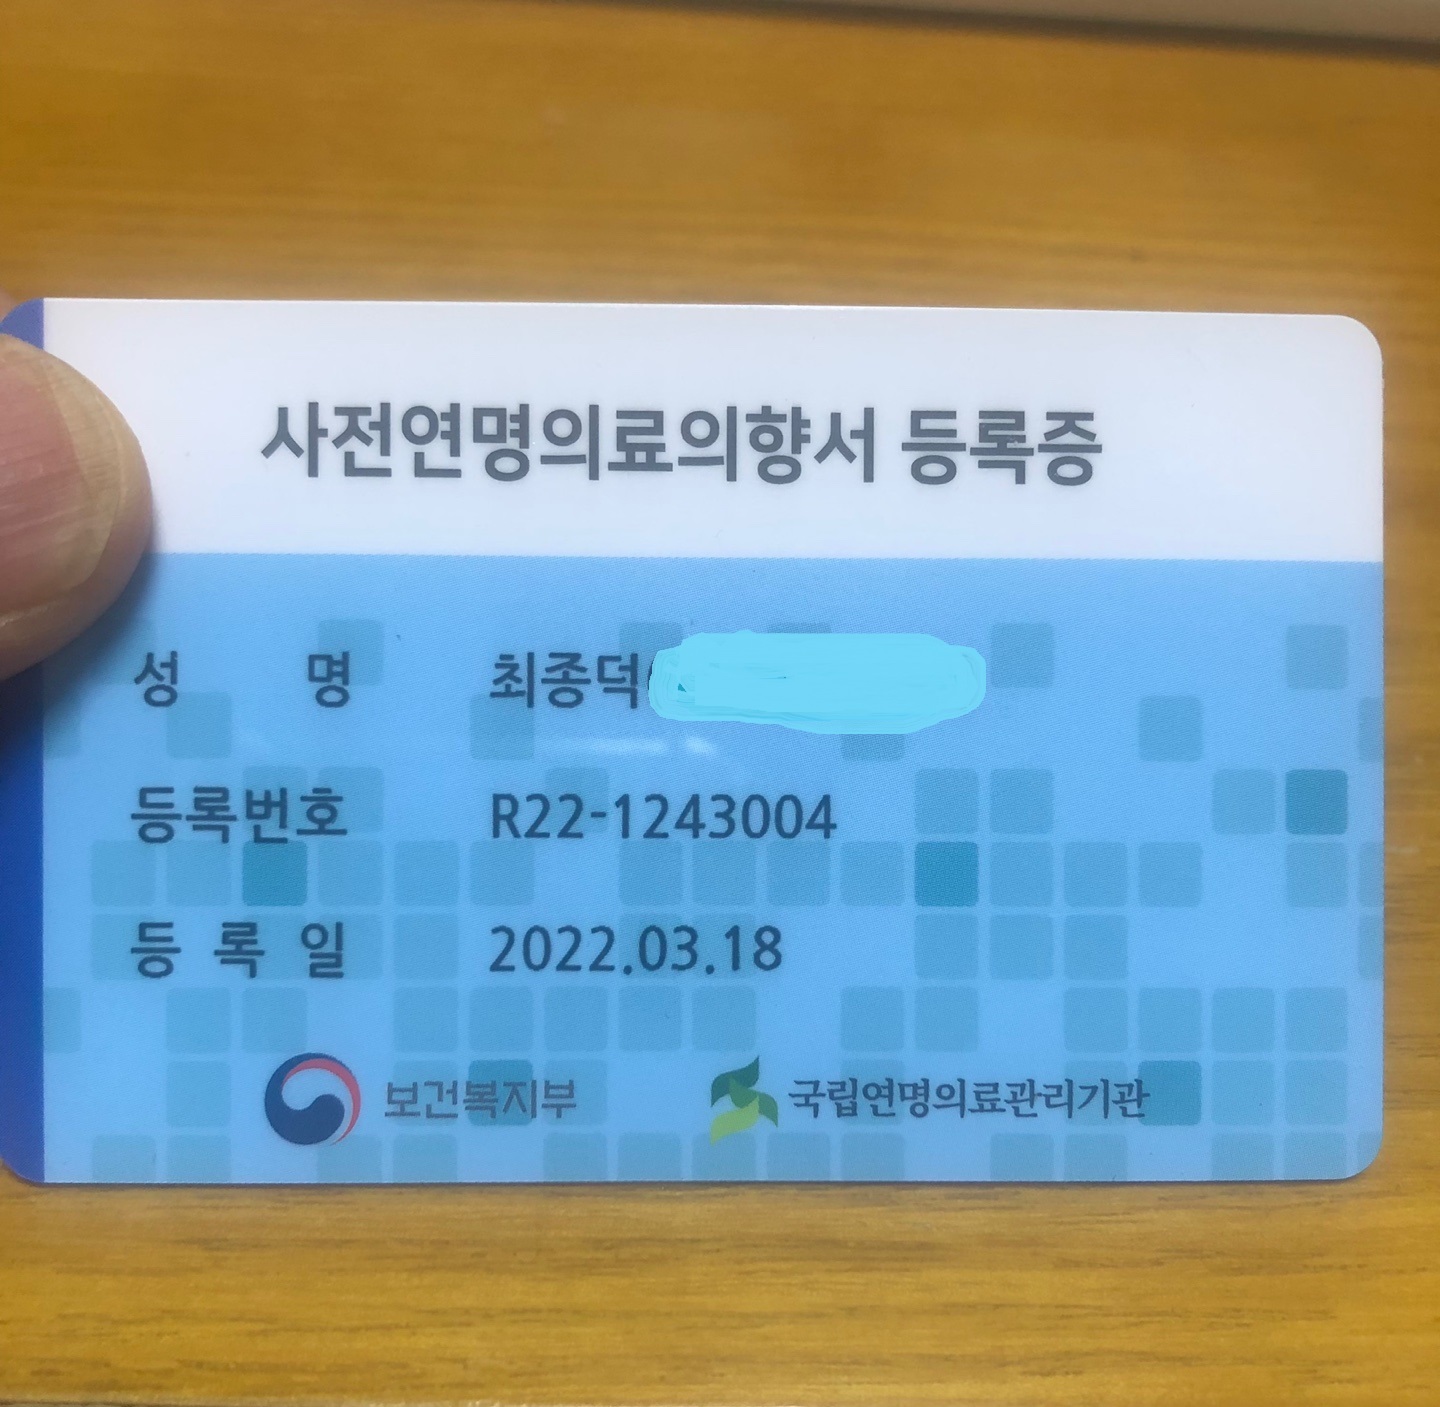 사전연명의료의향서 등록증
성 명 최종덕
등록번호 R22-1243004
등 록 일 2022.03.18
보건복지부 국립연명의료관리기관